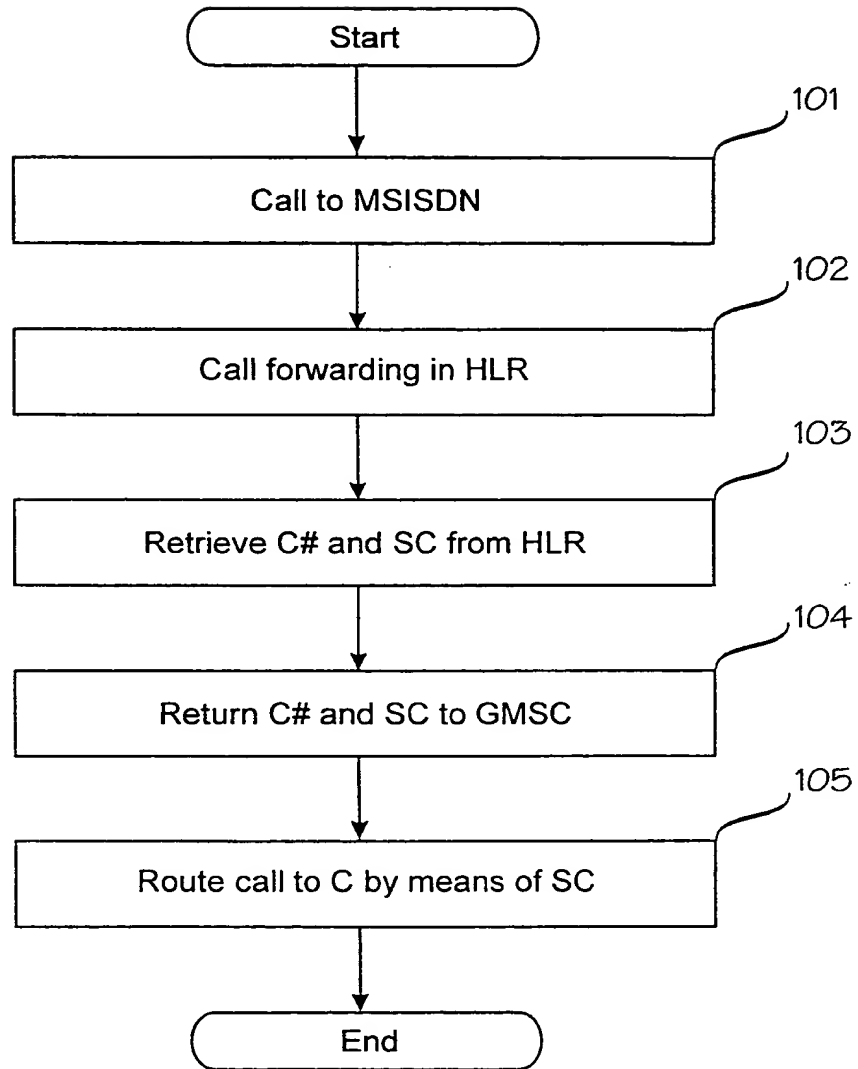 Start
101
Call to MSISDN
102
Call forwarding in HLR
103
Retrieve C# and SC from HLR
104
Return C# and SC to GMSC
105
Route call to C by means of SC
End